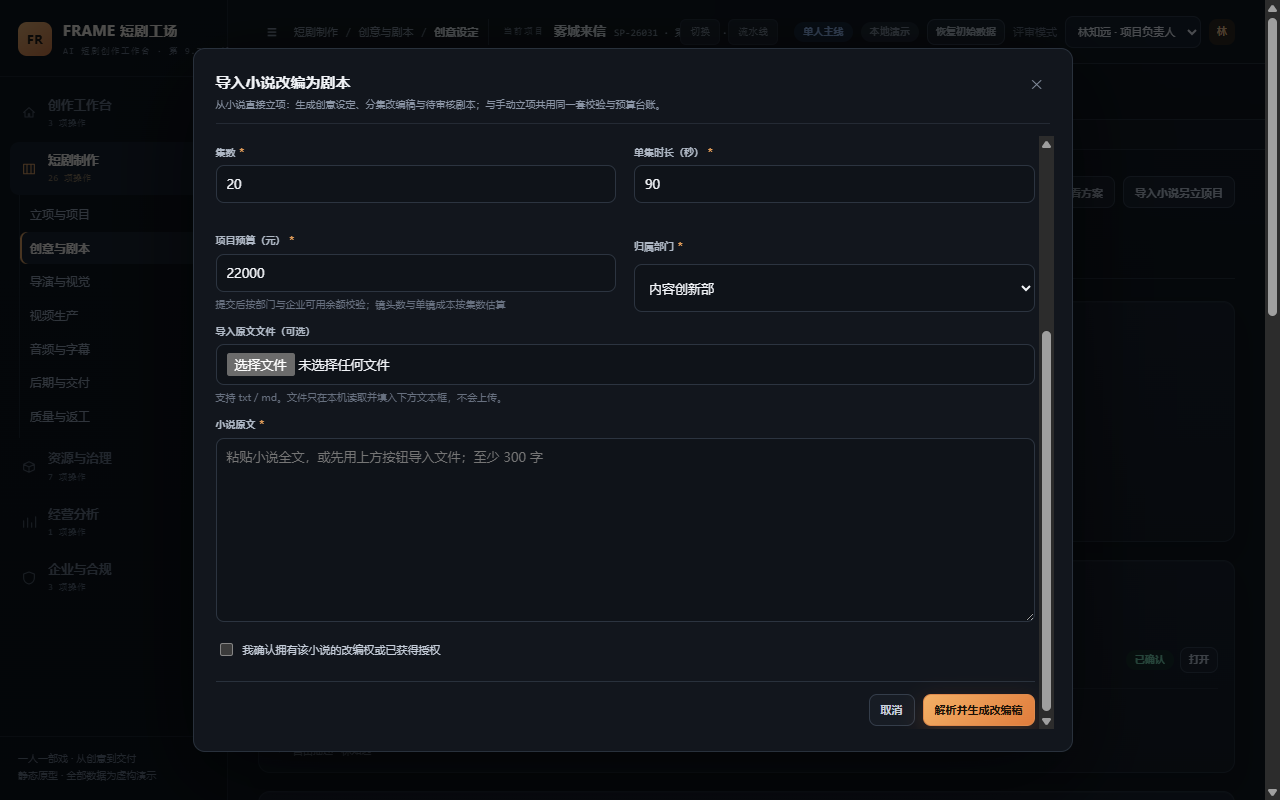 FR
FRAME 短剧工场
AI 短剧创作工作台 · 第
短剧制作 / 创意与剧本 / 创意设定
当前项目 雾城来信 SP-26031 ·
切换
流水线
单人主线
本地演示
恢复初始数据
评审模式
林知远 · 项目负责人
林
创作工作台
3 项操作
短剧制作
26 项操作
立项与项目
创意与剧本
导演与视觉
视频生产
音频与字幕
后期与交付
质量与返工
资源与治理
7 项操作
经营分析
1 项操作
企业与合规
3 项操作
一人一部戏 · 从创意到交付
静态原型 · 全部数据为虚构演示
导入小说改编为剧本
从小说直接立项：生成创意设定、分集改编稿与待审核剧本；与手动立项共用同一套校验与预算台账。
集数 *
20
单集时长（秒） *
90
项目预算（元） *
22000
提交后按部门与企业可用余额校验；镜头数与单镜成本按集数估算
归属部门 *
内容创新部
导入原文文件（可选）
选择文件 未选择任何文件
支持 txt / md。文件只在本机读取并填入下方文本框，不会上传。
小说原文 *
粘贴小说全文，或先用上方按钮导入文件；至少 300 字
我确认拥有该小说的改编权或已获得授权
取消
解析并生成改编稿
看方案
导入小说另立项目
已确认
打开